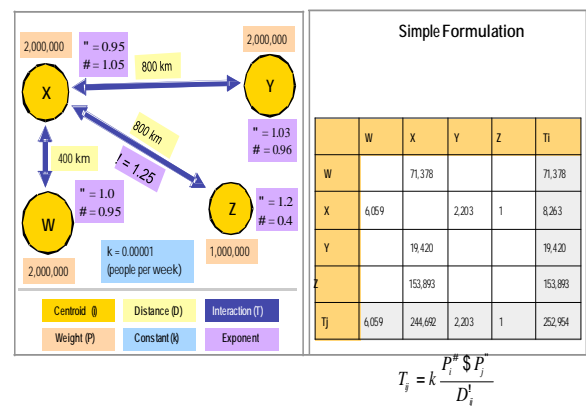 2,000,000
" = 0.95
# = 1.05
800 km
2,000,000
X
Y
400 km
800 km
! = 1.25
" = 1.03
# = 0.96
W
" = 1.0
# = 0.95
Z
" = 1.2
# = 0.4
2,000,000
k = 0.00001
(people per week)
1,000,000
Centroid (i)
Distance (D)
Interaction (T)
Weight (P)
Constant (k)
Exponent
Simple Formulation
W X Y Z Ti
W 71,378 71,378
X 6,059 2,203 1 8,263
Y 19,420 19,420
Z 153,893 153,893
Tj 6,059 244,692 2,203 1 252,954
T_ij = k P_i^# $ P_j^" / D_ij^!